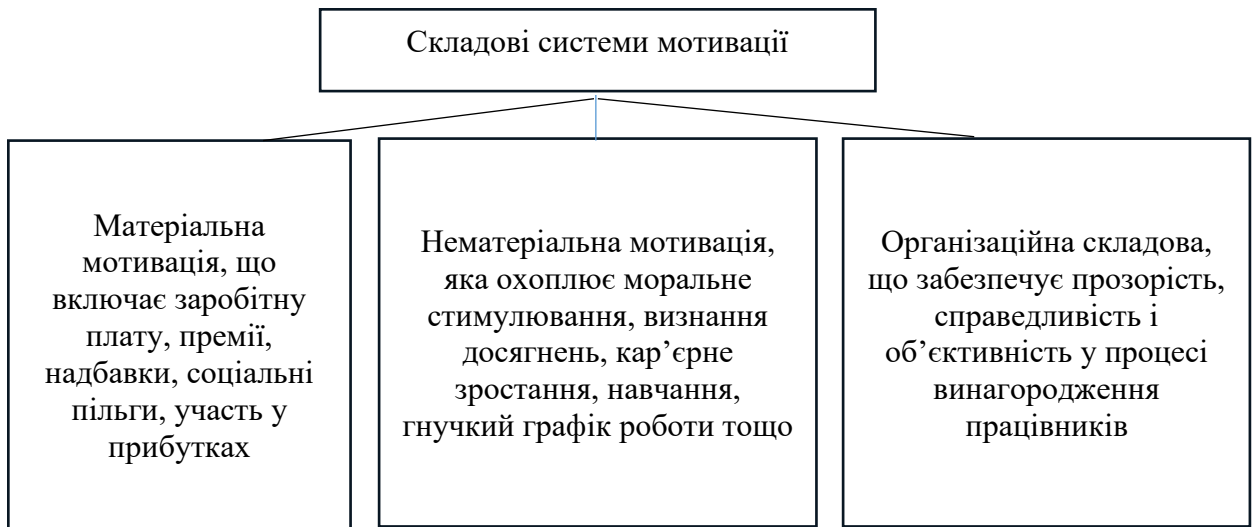 Складові системи мотивації
Матеріальна
мотивація, що
включає заробітну
плату, премії,
надбавки, соціальні
пільги, участь у
прибутках
Нематеріальна мотивація,
яка охоплює моральне
стимулювання, визнання
досягнень, кар’єрне
зростання, навчання,
гнучкий графік роботи тощо
Організаційна складова,
що забезпечує прозорість,
справедливість і
об’єктивність у процесі
винагородження
працівників